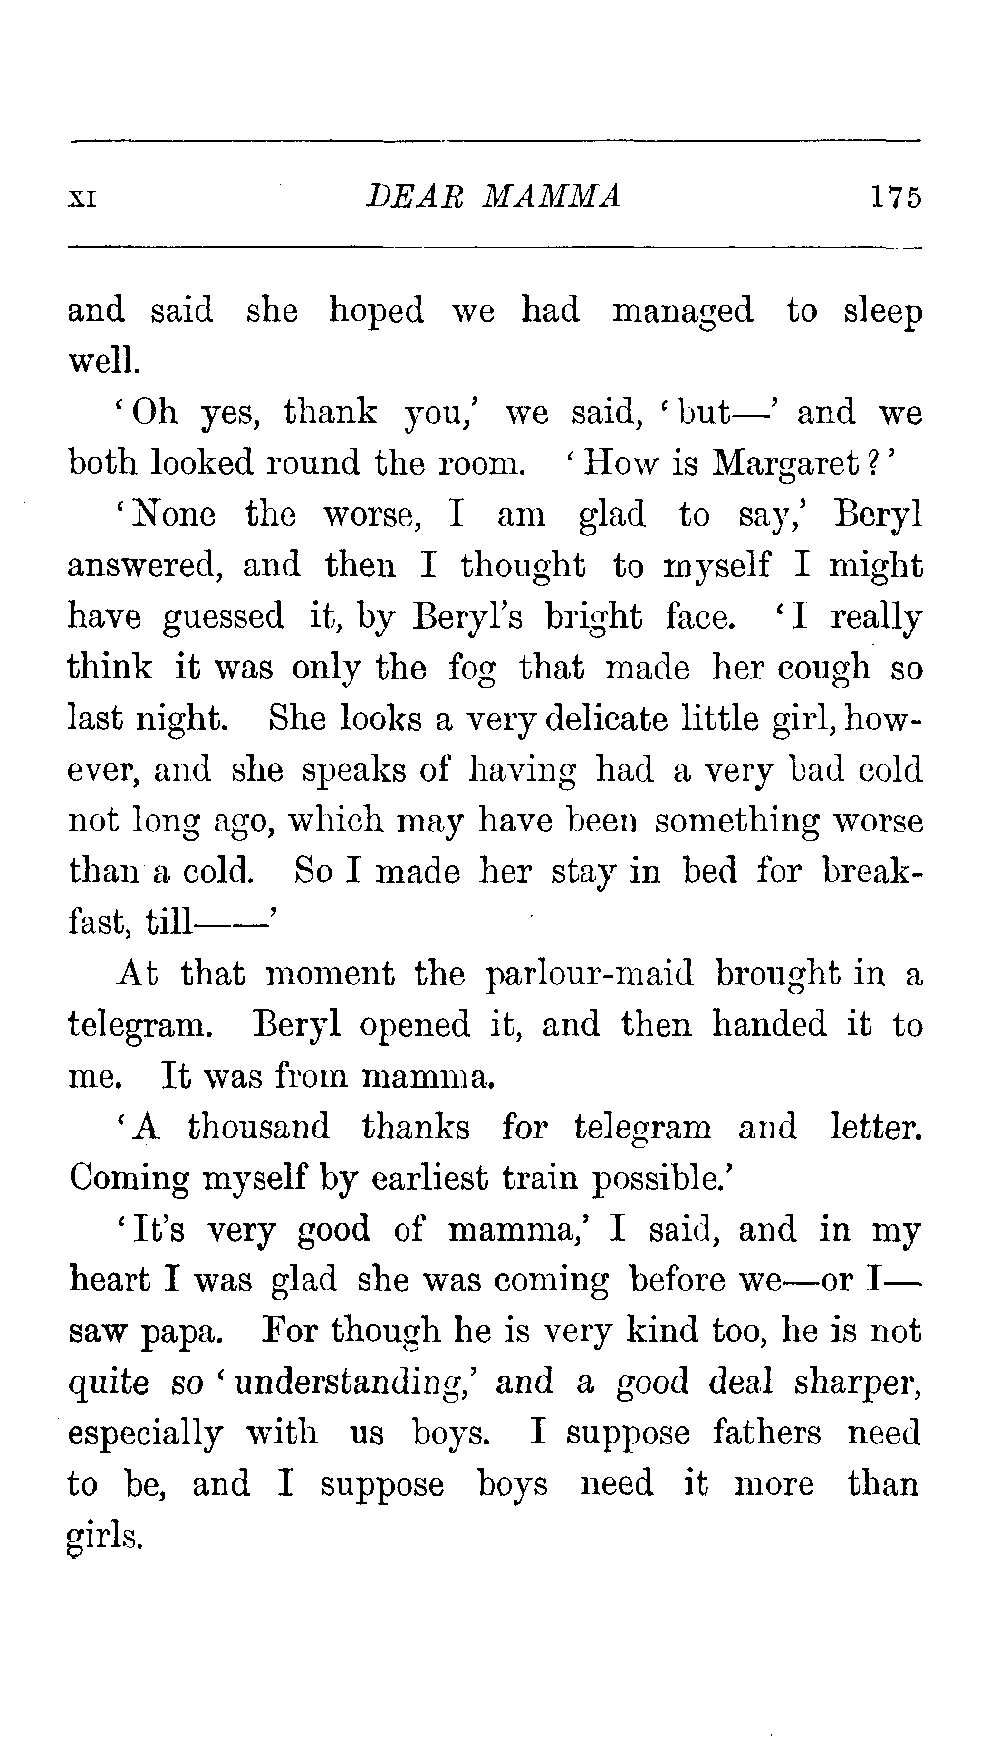 XI DEAR MAMMA 175
and said she hoped we had managed to sleep
well.
‘Oh yes, thank you,’ we said, ‘but—’ and we
both looked round the room. ‘How is Margaret?’
‘None the worse, I am glad to say,’ Beryl
answered, and then I thought to myself I might
have guessed it, by Beryl’s bright face. ‘I really
think it was only the fog that made her cough so
last night. She looks a very delicate little girl, how-
ever, and she speaks of having had a very bad cold
not long ago, which may have been something worse
than a cold. So I made her stay in bed for break-
fast, till——’
At that moment the parlour-maid brought in a
telegram. Beryl opened it, and then handed it to
me. It was from mamma.
‘A thousand thanks for telegram and letter.
Coming myself by earliest train possible.’
‘It’s very good of mamma,’ I said, and in my
heart I was glad she was coming before we—or I—
saw papa. For though he is very kind too, he is not
quite so ‘understanding,’ and a good deal sharper,
especially with us boys. I suppose fathers need
to be, and I suppose boys need it more than
girls.